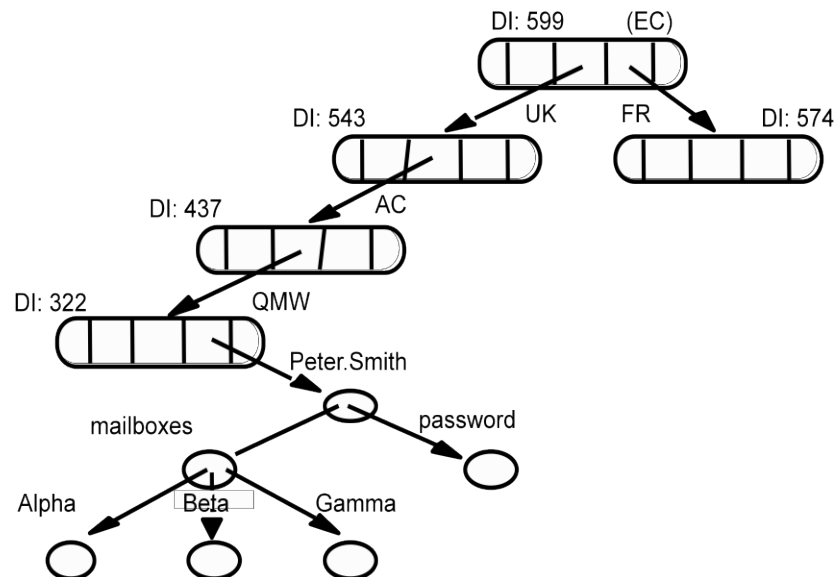 DI: 599 (EC)
DI: 543 UK FR DI: 574
DI: 437 AC
DI: 322 QMW
Peter.Smith
mailboxes password
Alpha Beta Gamma